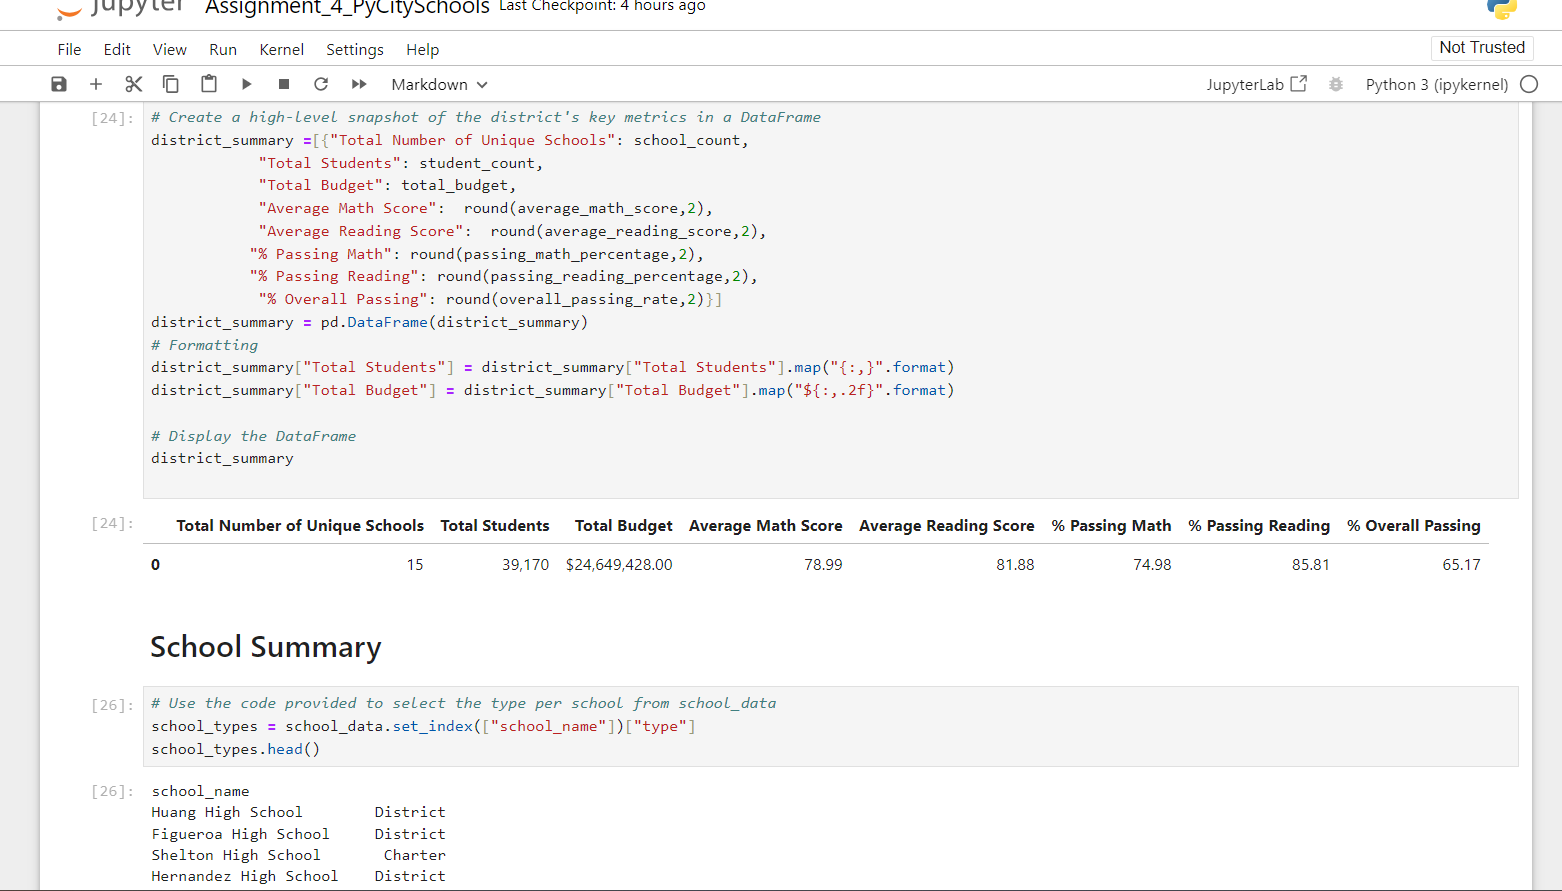 jupyter Assignment_4_PyCitySchools Last Checkpoint: 4 hours ago
File Edit View Run Kernel Settings Help Not Trusted
Markdown JupyterLab Python 3 (ipykernel)
[24]: # Create a high-level snapshot of the district's key metrics in a DataFrame
district_summary =[{"Total Number of Unique Schools": school_count,
"Total Students": student_count,
"Total Budget": total_budget,
"Average Math Score":  round(average_math_score,2),
"Average Reading Score":  round(average_reading_score,2),
"% Passing Math": round(passing_math_percentage,2),
"% Passing Reading": round(passing_reading_percentage,2),
"% Overall Passing": round(overall_passing_rate,2)}]
district_summary = pd.DataFrame(district_summary)
# Formatting
district_summary["Total Students"] = district_summary["Total Students"].map("{:,}".format)
district_summary["Total Budget"] = district_summary["Total Budget"].map("${:,.2f}".format)
# Display the DataFrame
district_summary
[24]: Total Number of Unique Schools Total Students Total Budget Average Math Score Average Reading Score % Passing Math % Passing Reading % Overall Passing
0 15 39,170 $24,649,428.00 78.99 81.88 74.98 85.81 65.17
School Summary
[26]: # Use the code provided to select the type per school from school_data
school_types = school_data.set_index(["school_name"])["type"]
school_types.head()
[26]: school_name
Huang High School District
Figueroa High School District
Shelton High School Charter
Hernandez High School District